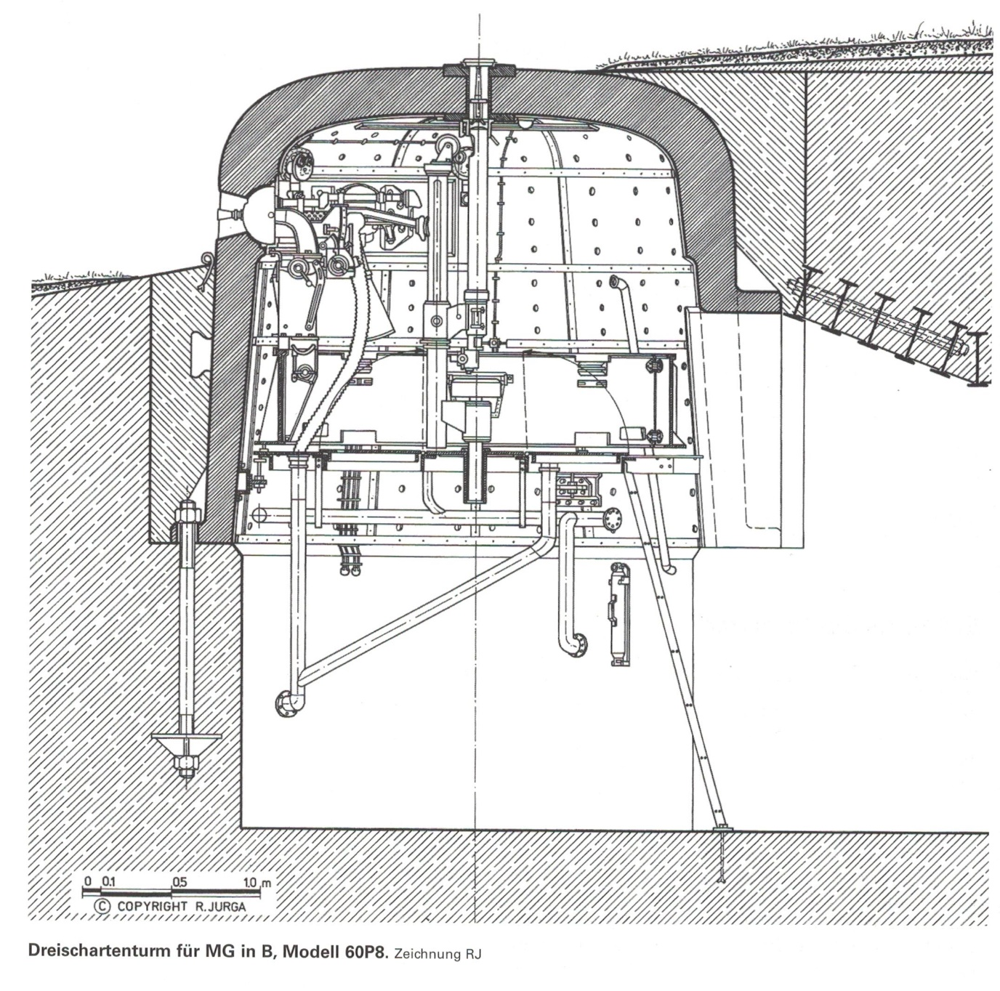 0 0.1 0.5 1.0 m
© COPYRIGHT R. JURGA
Dreischartenturm für MG in B, Modell 60P8. Zeichnung RJ